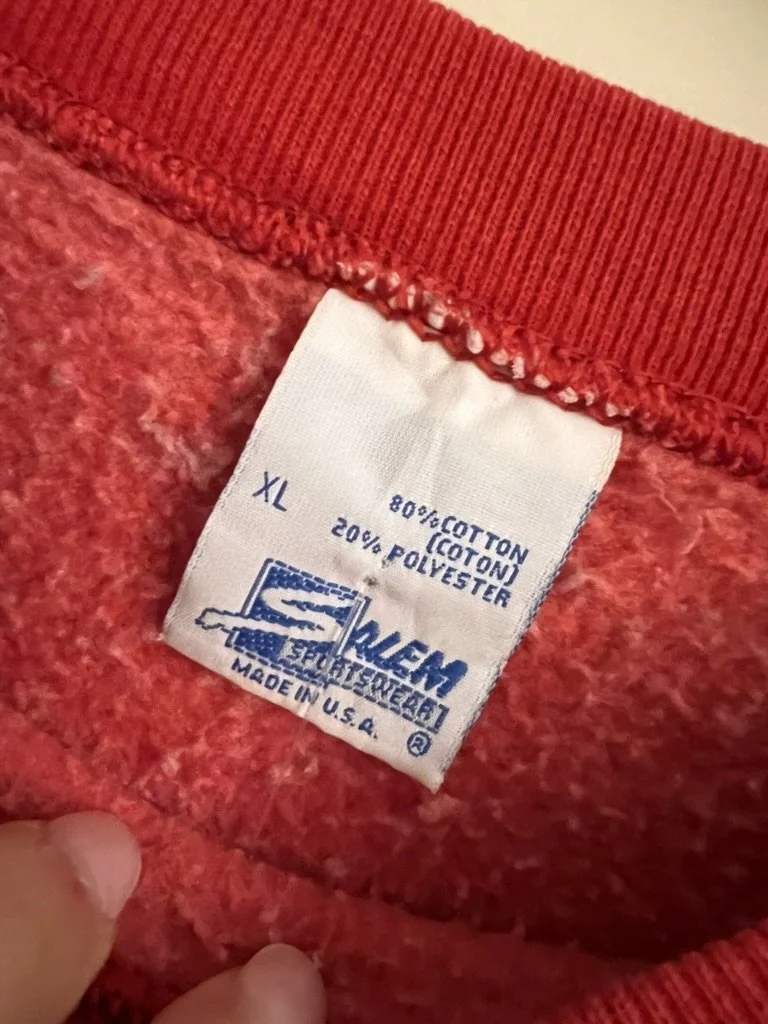 XL
80% COTTON
(COTON)
20% POLYESTER
SALEM
SPORTSWEAR
MADE IN U.S.A.
®